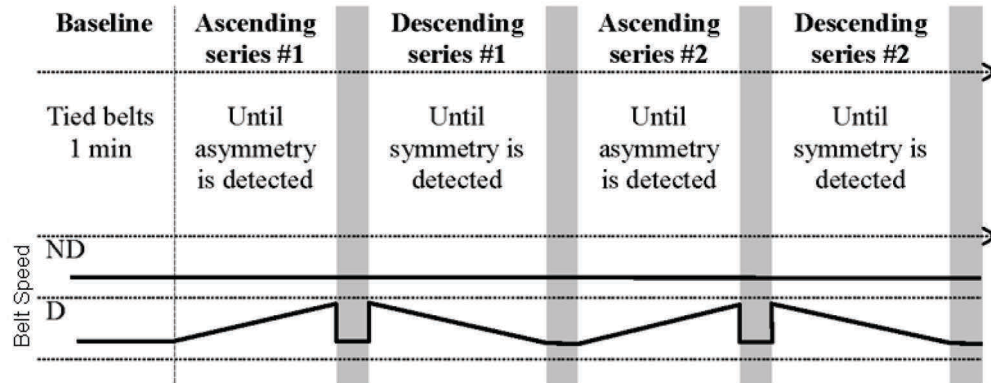 Baseline
Ascending
series #1
Descending
series #1
Ascending
series #2
Descending
series #2
Tied belts
1 min
Until
asymmetry
is detected
Until
symmetry is
detected
Until
asymmetry
is detected
Until
symmetry is
detected
Belt Speed
ND
D